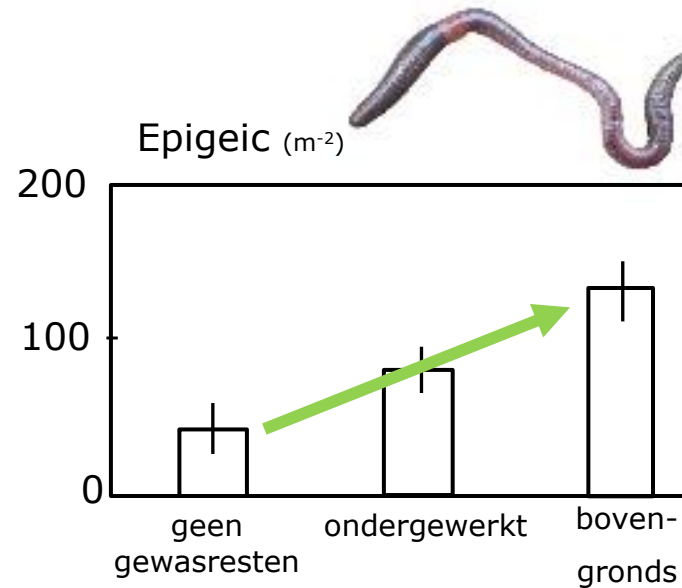 Epigeic (m⁻²)
200
100
0
geen
gewasresten
ondergewerkt
boven-
gronds